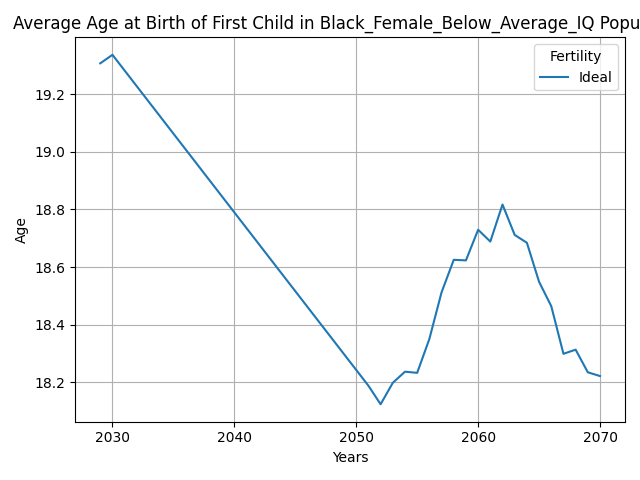 Average Age at Birth of First Child in Black_Female_Below_Average_IQ Popu
Fertility
Ideal
19.2
19.0
18.8
18.6
18.4
18.2
Age
2030 2040 2050 2060 2070
Years